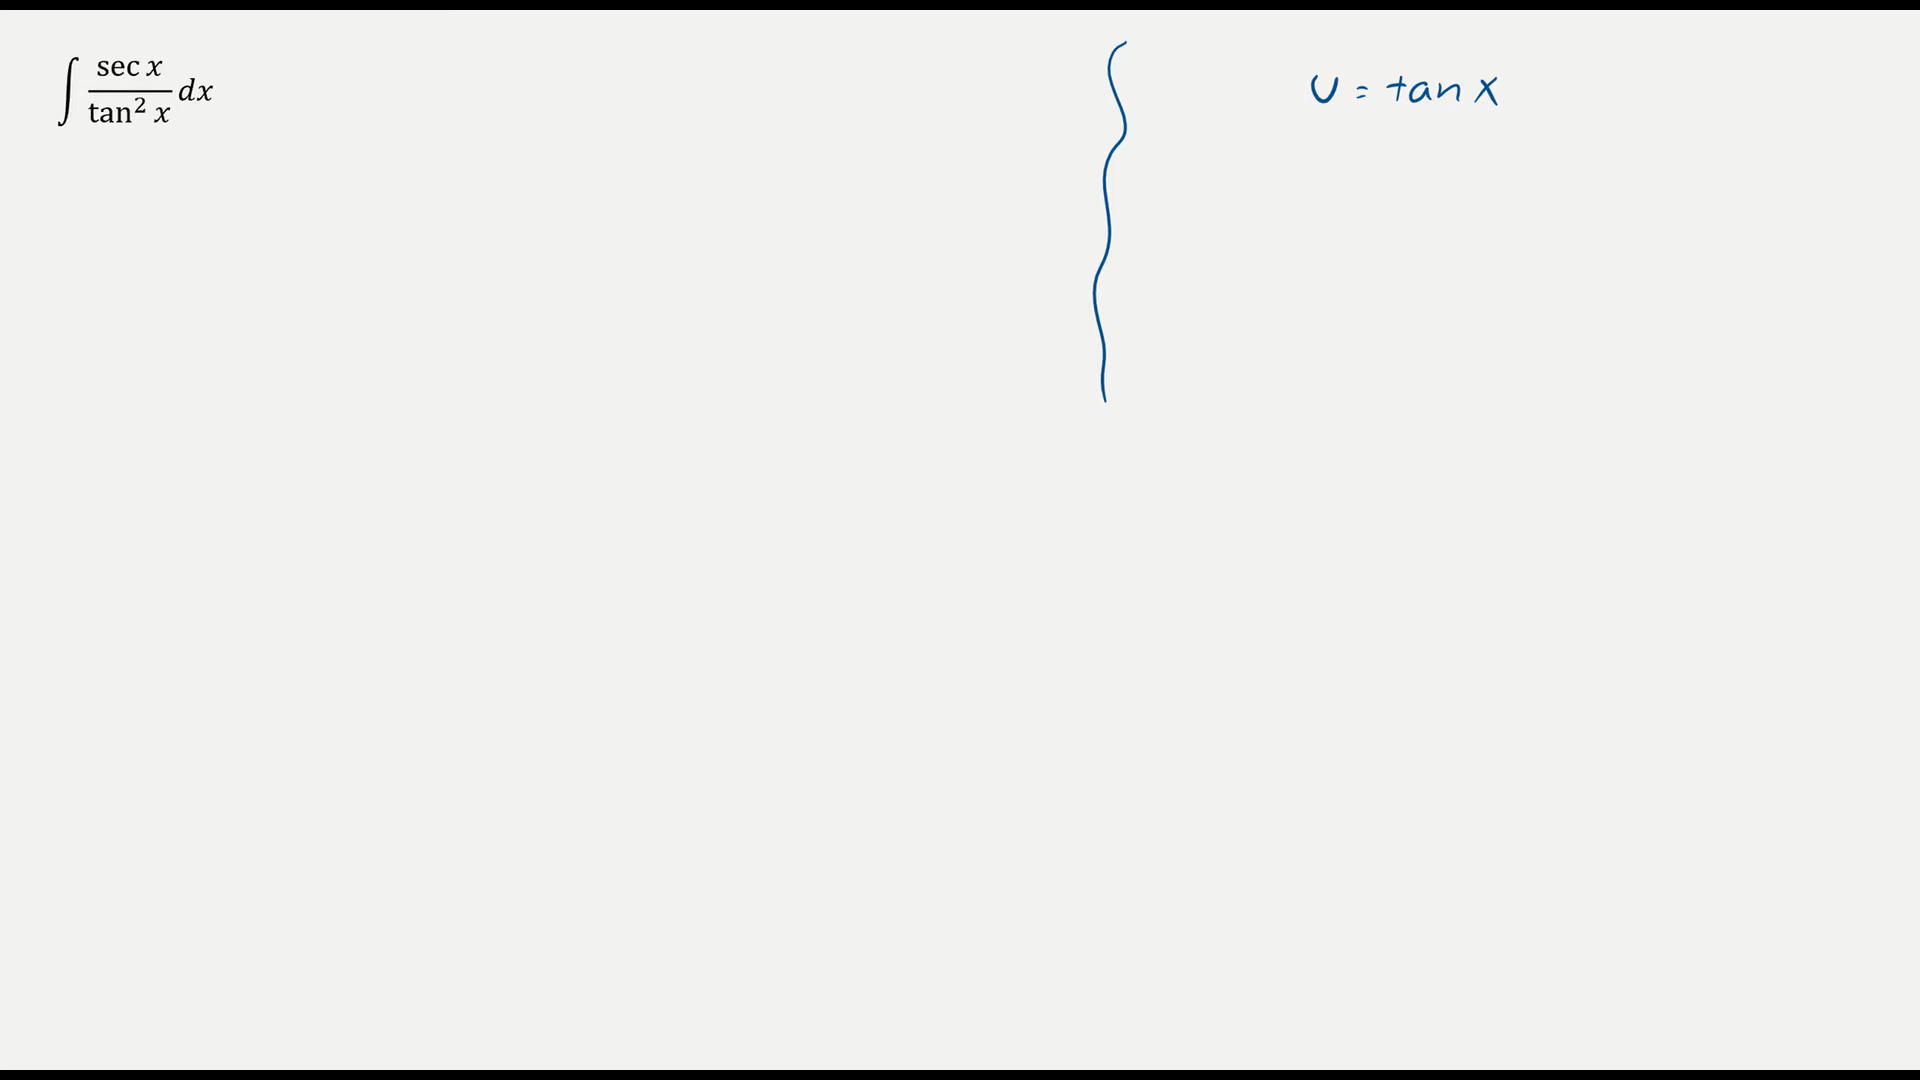 ∫ sec x / tan² x dx
U = tan x